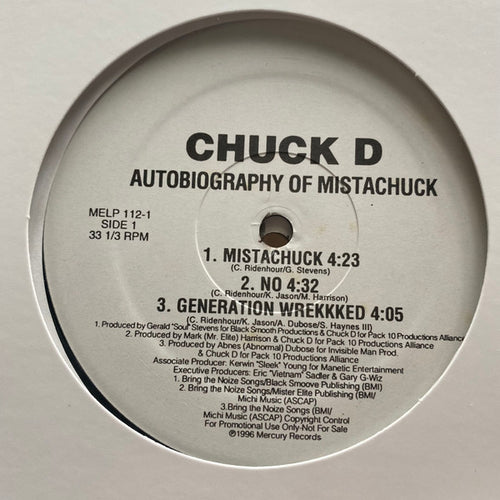 CHUCK D
AUTOBIOGRAPHY OF MISTACHUCK
MELP 112-1
SIDE 1
33 1/3 RPM
1. MISTACHUCK 4:23
(C. Ridenhour/G. Stevens)
2. NO 4:32
(C. Ridenhour/K. Jason/M. Harrison)
3. GENERATION WREKKKED 4:05
(C. Ridenhour/K. Jason/A. Dubose/S. Haynes III)
1. Produced by Gerald "Soul" Stevens for Black Smooth Productions & Chuck D for Pack 10 Productions Alliance
2. Produced by Mark (Mr. Elite) Harrison & Chuck D for Pack 10 Productions Alliance
3. Produced by Abnes (Abnormal) Dubose for Invisible Man Prod.
& Chuck D for Pack 10 Productions Alliance
Associate Producer: Kerwin "Sleek" Young for Manetic Entertainment
Executive Producers: Eric "Vietnam" Sadler & Gary G-Wiz
1. Bring the Noize Songs/Black Smoove Publishing (BMI)
2. Bring the Noize Songs/Mister Elite Publishing (BMI/
Michi Music (ASCAP)
3.Bring the Noize Songs (BMI/
Michi Music (ASCAP) Copyright Control
For Promotional Use Only-Not For Sale
℗1996 Mercury Records